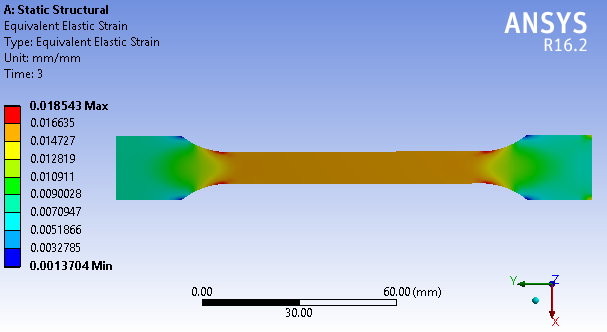 A: Static Structural
Equivalent Elastic Strain
Type: Equivalent Elastic Strain
Unit: mm/mm
Time: 3
ANSYS
R16.2
0.018543 Max
0.016635
0.014727
0.012819
0.010911
0.0090028
0.0070947
0.0051866
0.0032785
0.0013704 Min
0.00
60.00 (mm)
30.00
Y
Z
X